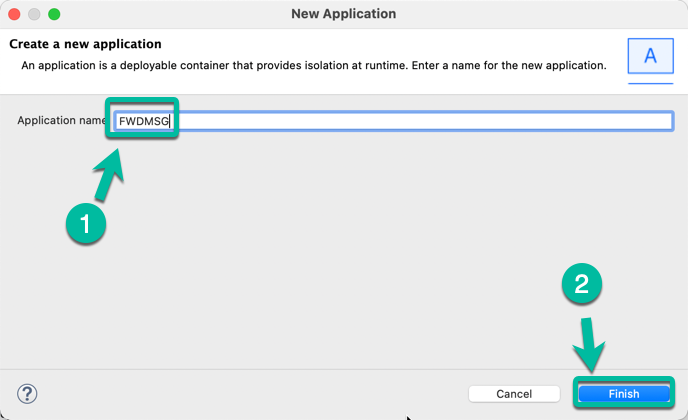 New Application
Create a new application
An application is a deployable container that provides isolation at runtime. Enter a name for the new application.
A
Application name
FWDMSG
1
2
?
Cancel
Finish